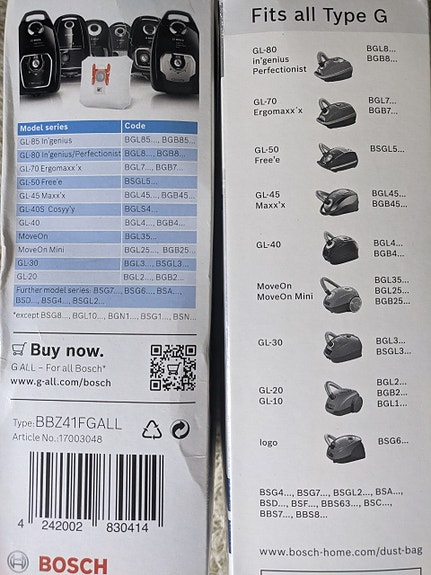 Model series Code
GL-85 In'genius BGL85..., BGB85...
GL-80 In'genius/Perfectionist BGL8..., BGB8...
GL-70 Ergomaxx'x BGL7..., BGB7...
GL-50 Free'e BSGL5...
GL-45 Maxx'x BGL45..., BGB45...
GL-40S Cosyy'y BGLS4...
GL-40 BGL4..., BGB4...
MoveOn BGL35...
MoveOn Mini BGL25..., BGB25...
GL-30 BGL3..., BSGL3...
GL-20 BGL2..., BGB2...
Further model series: BSG7..., BSG6..., BSA...,
BSD..., BSG4..., BSGL2...
*except BSG8..., BGL10..., BGN1..., BSG1..., BSN...
Buy now.
G ALL – For all Bosch*
www.g-all.com/bosch
Type: BBZ41FGALL
Article No.: 17003048
4 242002 830414
BOSCH
Fits all Type G
GL-80 BGL8...
in'genius BGB8...
Perfectionist
GL-70 BGL7...
Ergomaxx'x BGB7...
GL-50 BSGL5...
Free'e
GL-45 BGL45...
Maxx'x BGB45...
GL-40 BGL4...
BGB4...
MoveOn BGL35...
MoveOn Mini BGL25...
BGB25...
GL-30 BGL3...
BSGL3...
GL-20 BGL2...
GL-10 BGB2...
BGL1...
logo BSG6...
BSG4..., BSG7..., BSGL2..., BSA...,
BSD..., BSF..., BBS63..., BSC...,
BBS7..., BBS8...
www.bosch-home.com/dust-bag